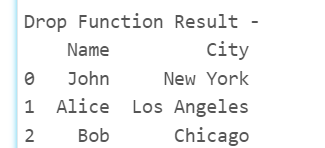 Drop Function Result -
Name City
0 John New York
1 Alice Los Angeles
2 Bob Chicago